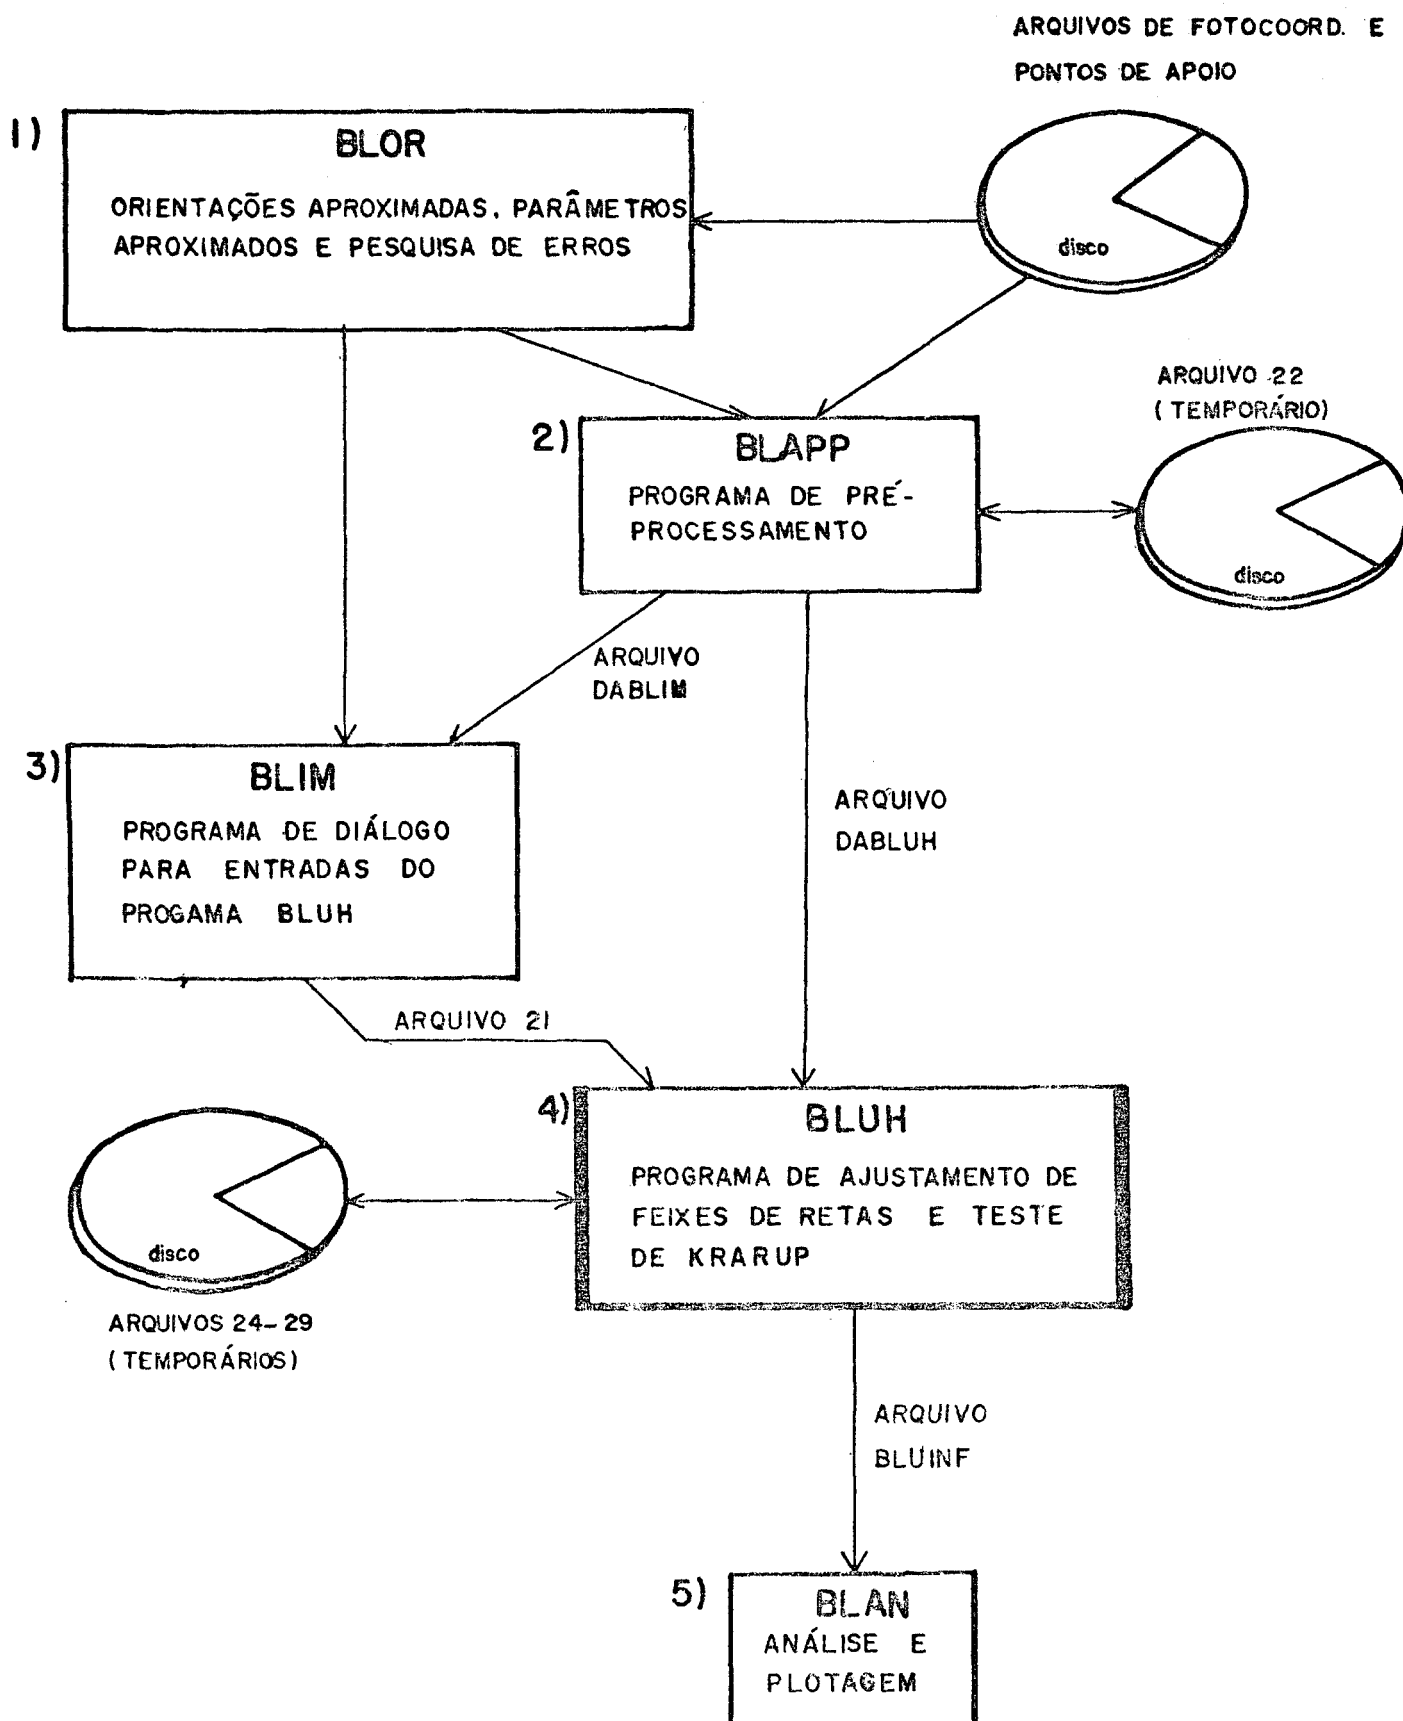 ARQUIVOS DE FOTOCOORD. E
PONTOS DE APOIO
disco
1)
BLOR
ORIENTAÇÕES APROXIMADAS, PARÂMETROS
APROXIMADOS E PESQUISA DE ERROS
ARQUIVO 22
(TEMPORÁRIO)
disco
2)
BLAPP
PROGRAMA DE PRÉ-
PROCESSAMENTO
ARQUIVO
DABLIM
3)
BLIM
PROGRAMA DE DIÁLOGO
PARA ENTRADAS DO
PROGAMA BLUH
ARQUIVO
DABLUH
ARQUIVO 21
4)
BLUH
PROGRAMA DE AJUSTAMENTO DE
FEIXES DE RETAS E TESTE
DE KRARUP
disco
ARQUIVOS 24-29
(TEMPORÁRIOS)
ARQUIVO
BLUINF
5)
BLAN
ANÁLISE E
PLOTAGEM